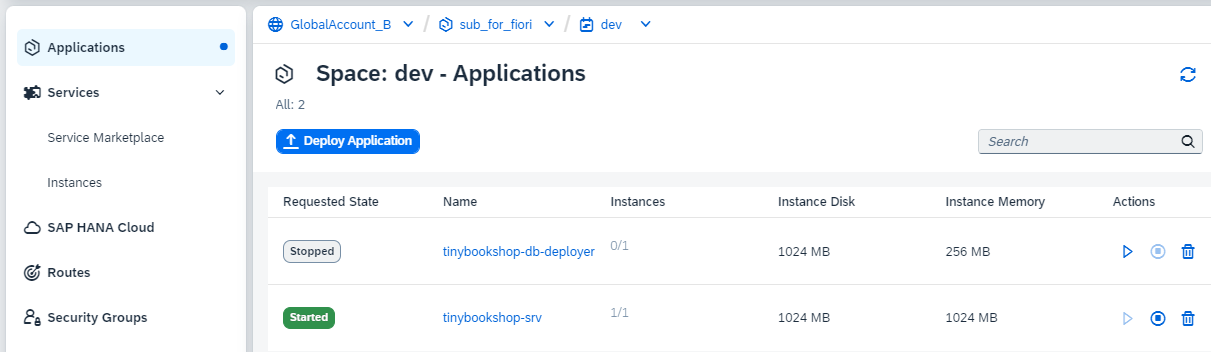 GlobalAccount_B / sub_for_fiori / dev
Applications
Services
Service Marketplace
Instances
SAP HANA Cloud
Routes
Security Groups
Space: dev - Applications
All: 2
Deploy Application
Search
Requested State Name Instances Instance Disk Instance Memory Actions
Stopped tinybookshop-db-deployer 0/1 1024 MB 256 MB
Started tinybookshop-srv 1/1 1024 MB 1024 MB